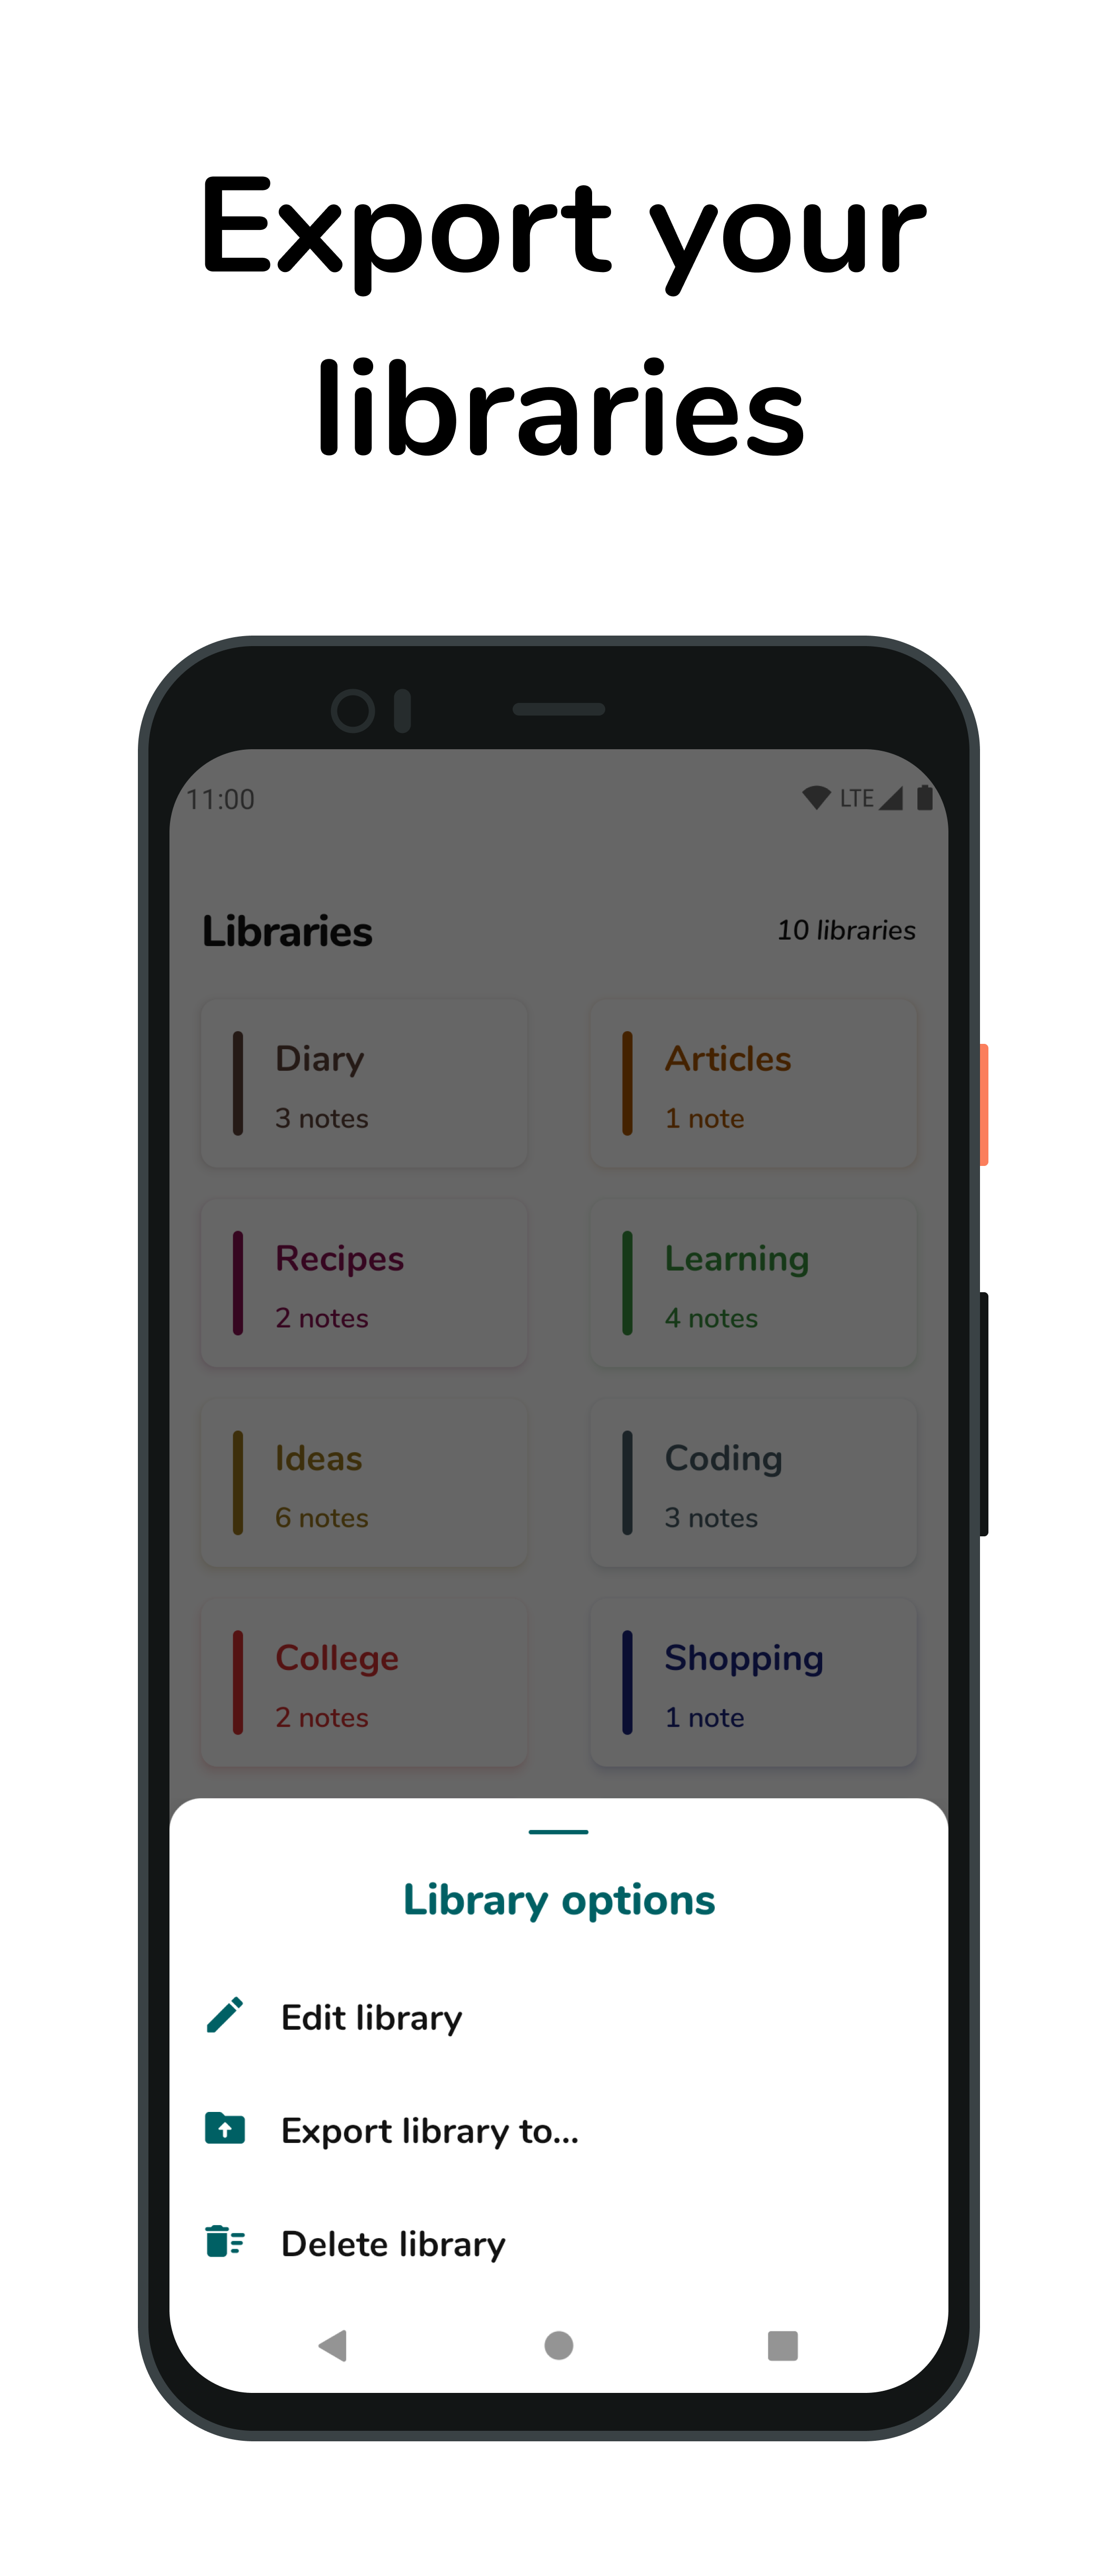 Export your
libraries
11:00
LTE
Libraries
10 libraries
Diary
3 notes
Articles
1 note
Recipes
2 notes
Learning
4 notes
Ideas
6 notes
Coding
3 notes
College
2 notes
Shopping
1 note
Library options
Edit library
Export library to...
Delete library